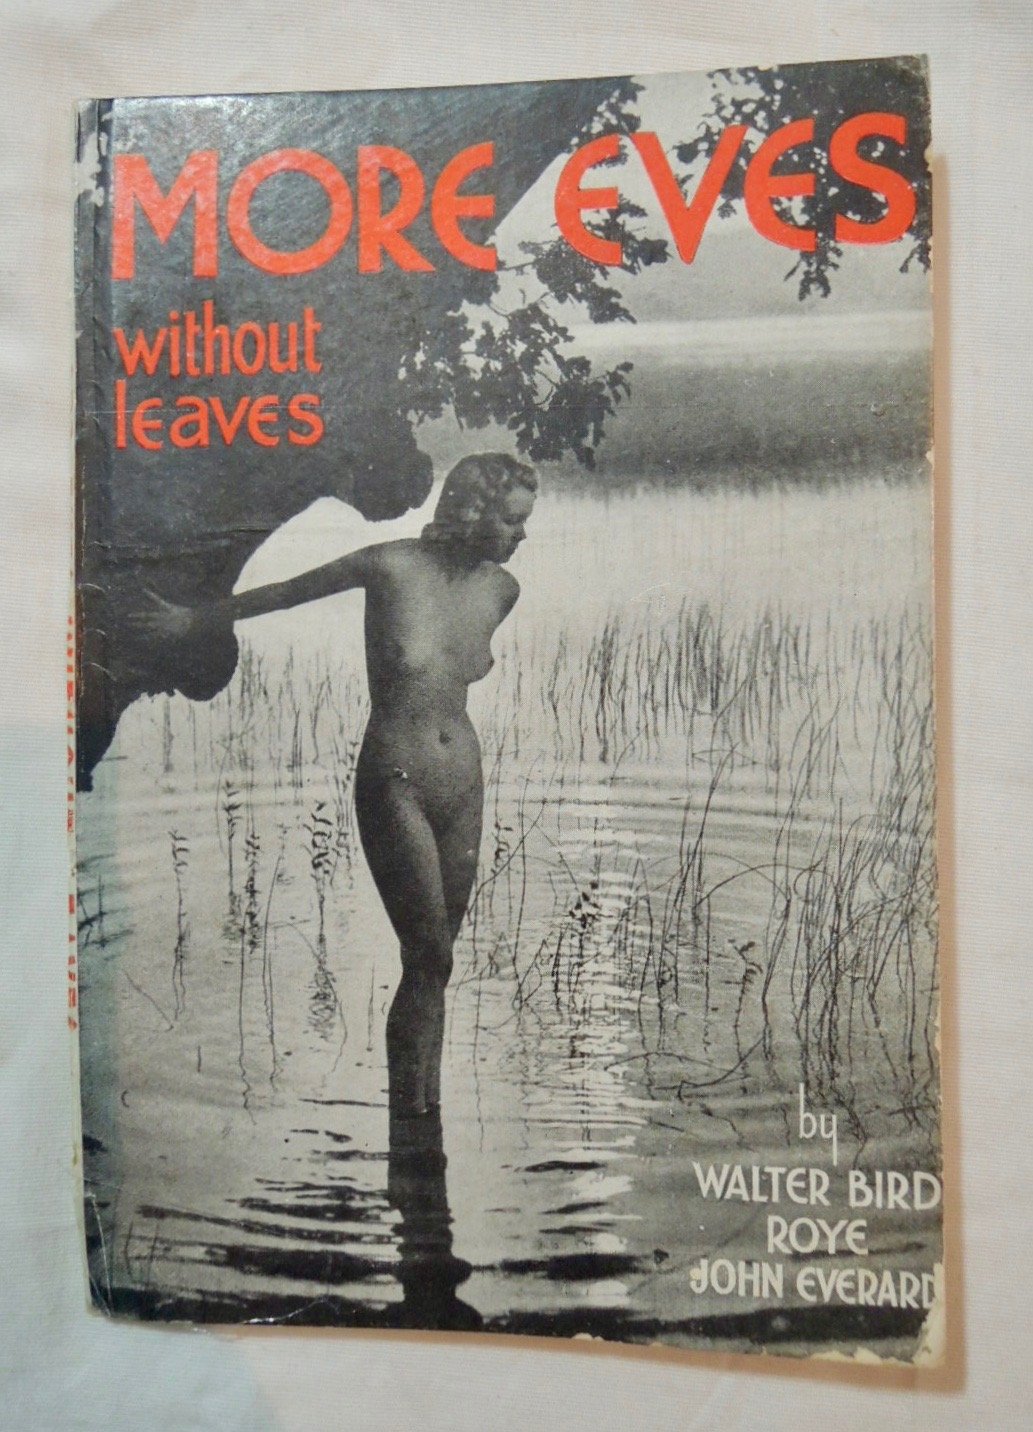 MORE EVES
without
leaves
by
WALTER BIRD
ROYE
JOHN EVERARD